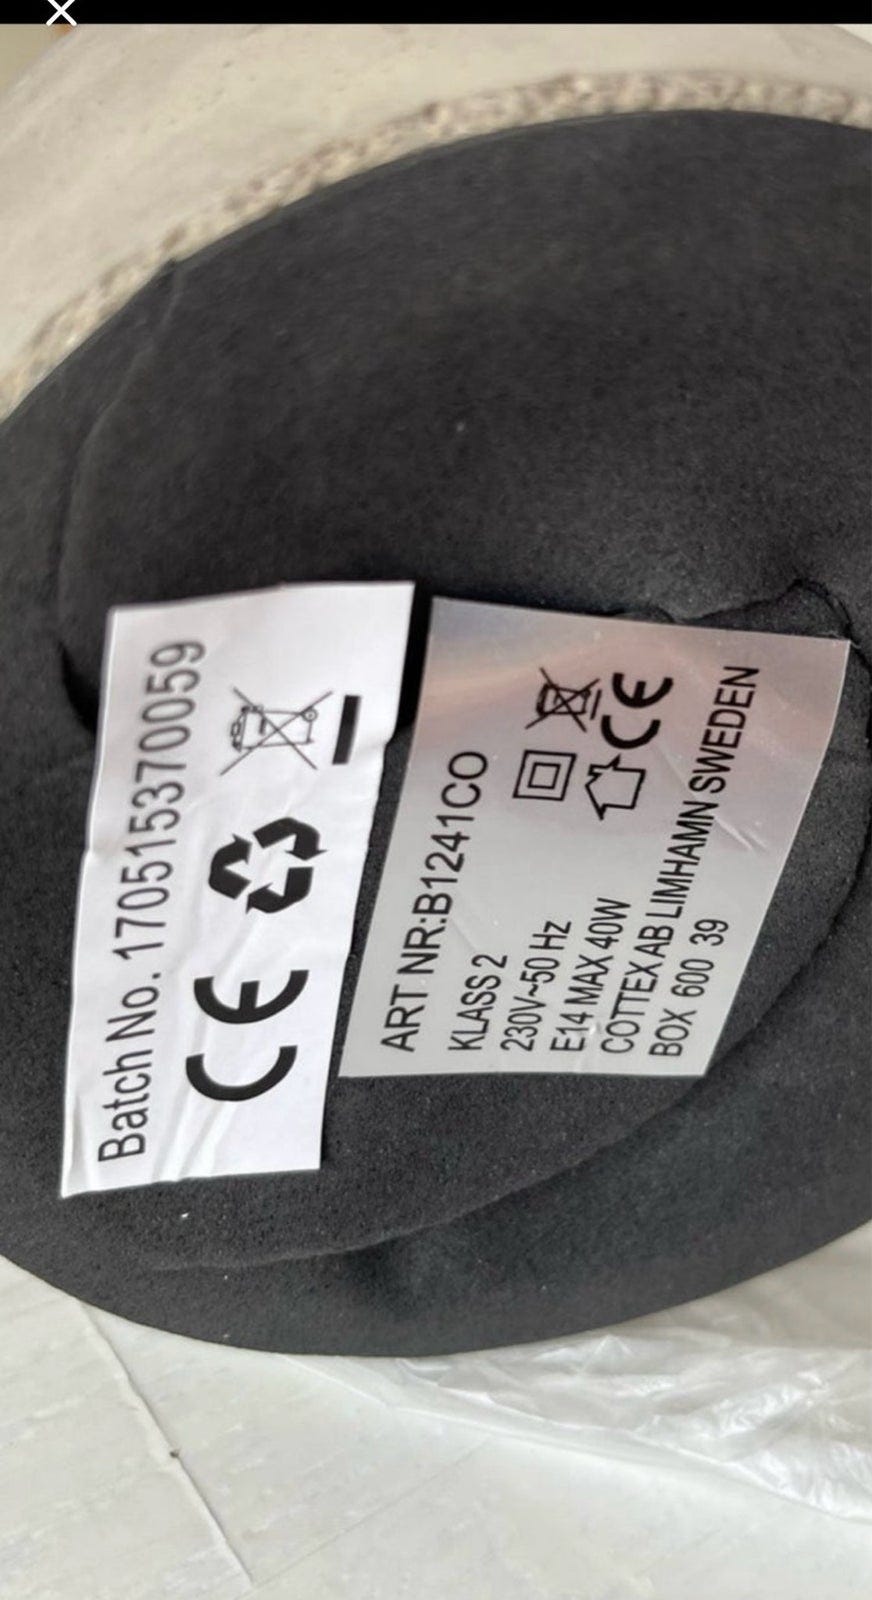 Batch No. 170515370059
CE
ART NR:B1241CO
KLASS 2
230V~50 Hz
E14 MAX 40W
CE
COTTEX AB LIMHAMN SWEDEN
BOX 600 39